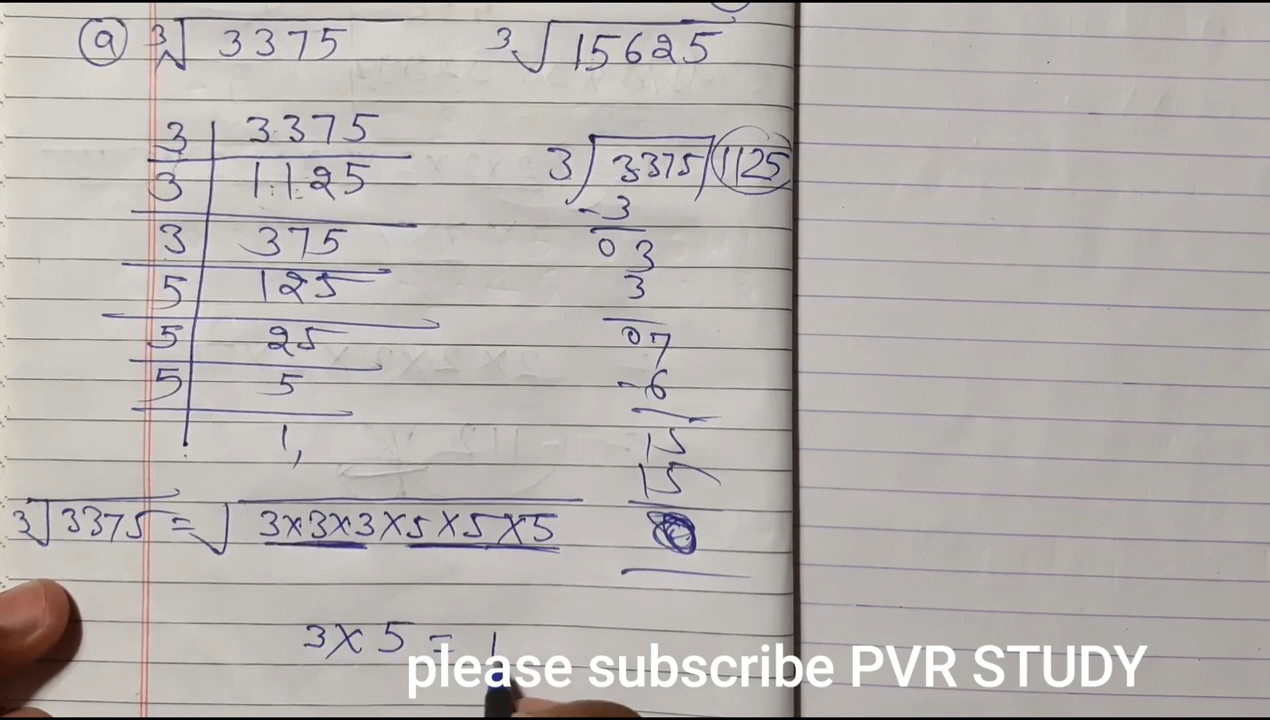 ⓐ ∛3375 ∛15625
3 | 3375
3 | 1125
3 | 375
5 | 125
5 | 25
5 | 5
1,
3)3375(1125
-3
03
3
07
-6
15
15
0
∛3375 = √3×3×3×5×5×5
3×5 = 1
please subscribe PVR STUDY